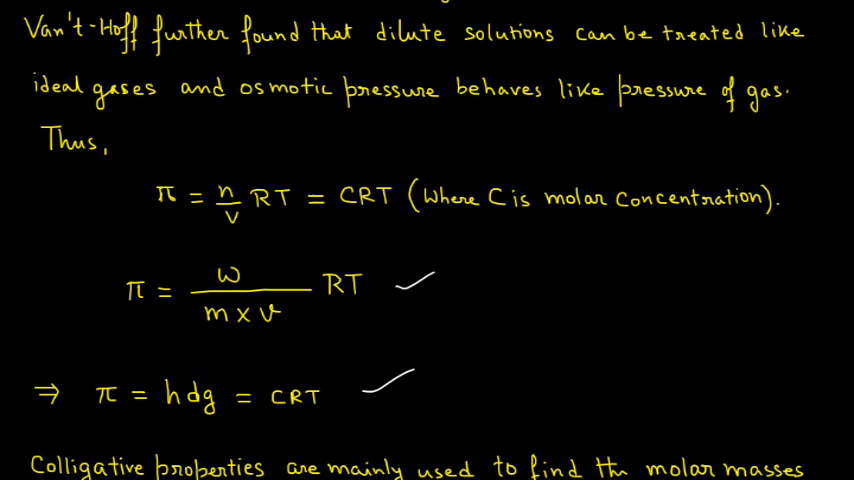 Van't-Hoff further found that dilute solutions can be treated like
ideal gases and osmotic pressure behaves like pressure of gas.
Thus,
π = n/v RT = CRT (Where C is molar concentration).
π = w/(m x v) RT ✓
⇒ π = hdg = CRT ✓
Colligative properties are mainly used to find the molar masses